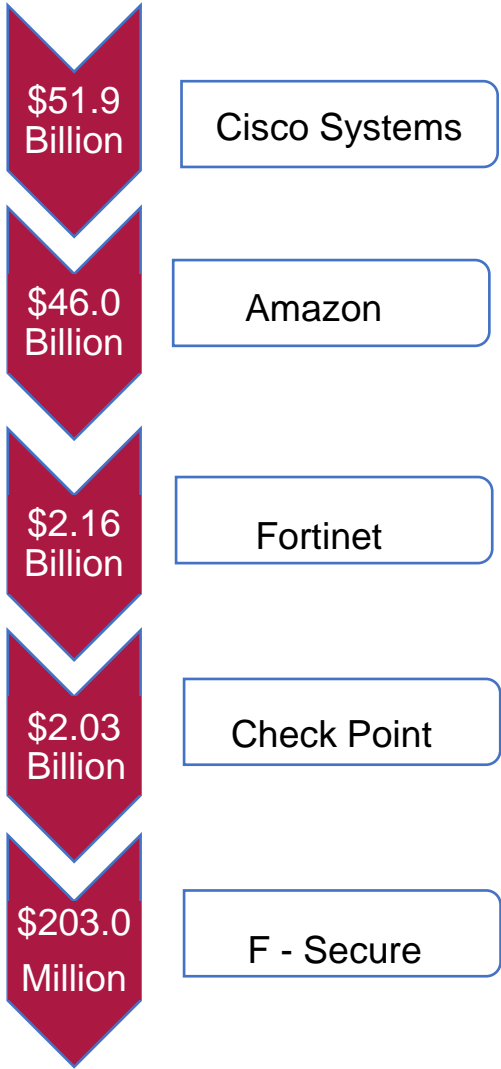 $51.9
Billion
Cisco Systems
$46.0
Billion
Amazon
$2.16
Billion
Fortinet
$2.03
Billion
Check Point
$203.0
Million
F - Secure